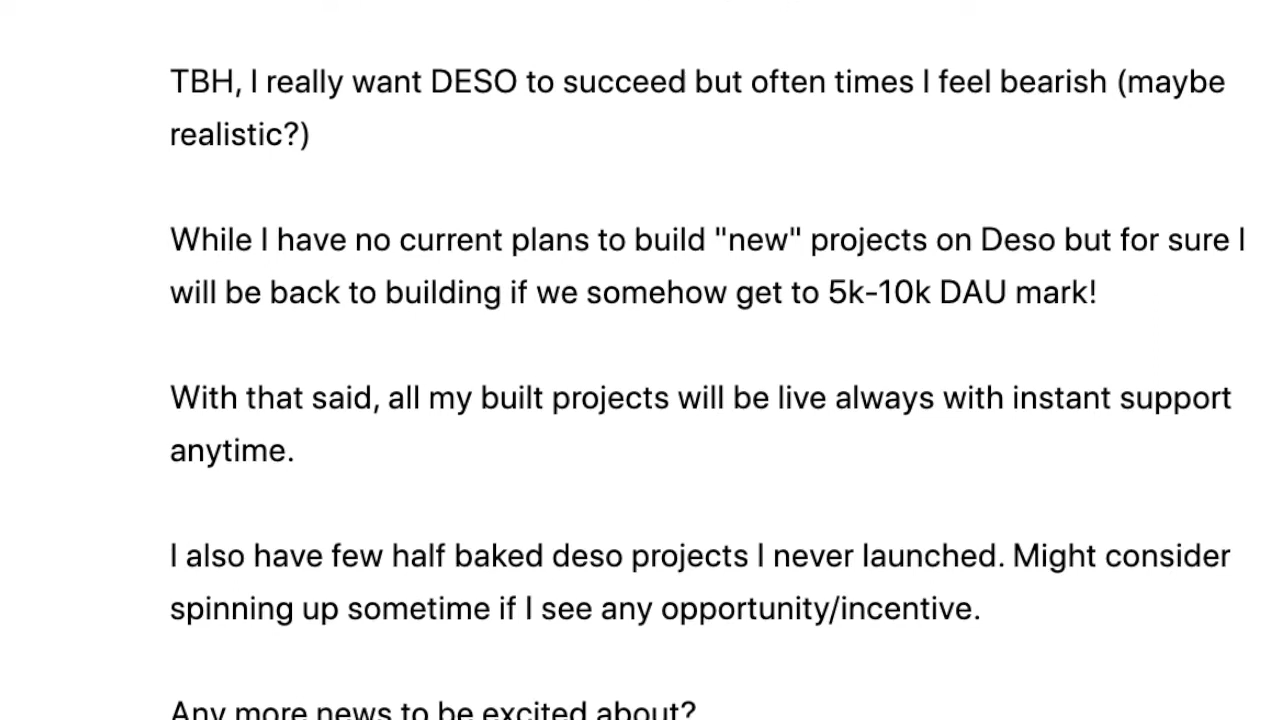 TBH, I really want DESO to succeed but often times I feel bearish (maybe
realistic?)
While I have no current plans to build "new" projects on Deso but for sure I
will be back to building if we somehow get to 5k-10k DAU mark!
With that said, all my built projects will be live always with instant support
anytime.
I also have few half baked deso projects I never launched. Might consider
spinning up sometime if I see any opportunity/incentive.
Any more news to be excited about?